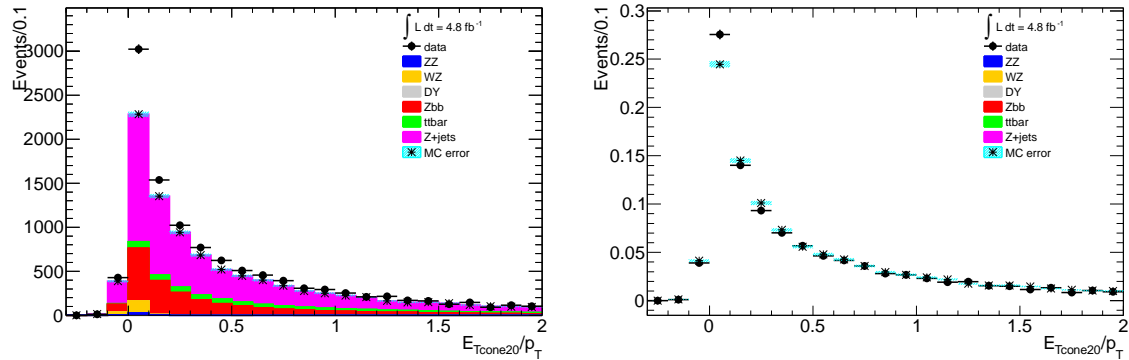 Events/0.1
3000
2500
2000
1500
1000
500
0
0 0.5 1 1.5 2
E_Tcone20/p_T
∫ L dt = 4.8 fb⁻¹
data
ZZ
WZ
DY
Zbb
ttbar
Z+jets
MC error
Events/0.1
0.3
0.25
0.2
0.15
0.1
0.05
0
0 0.5 1 1.5 2
E_Tcone20/p_T
∫ L dt = 4.8 fb⁻¹
data
ZZ
WZ
DY
Zbb
ttbar
Z+jets
MC error